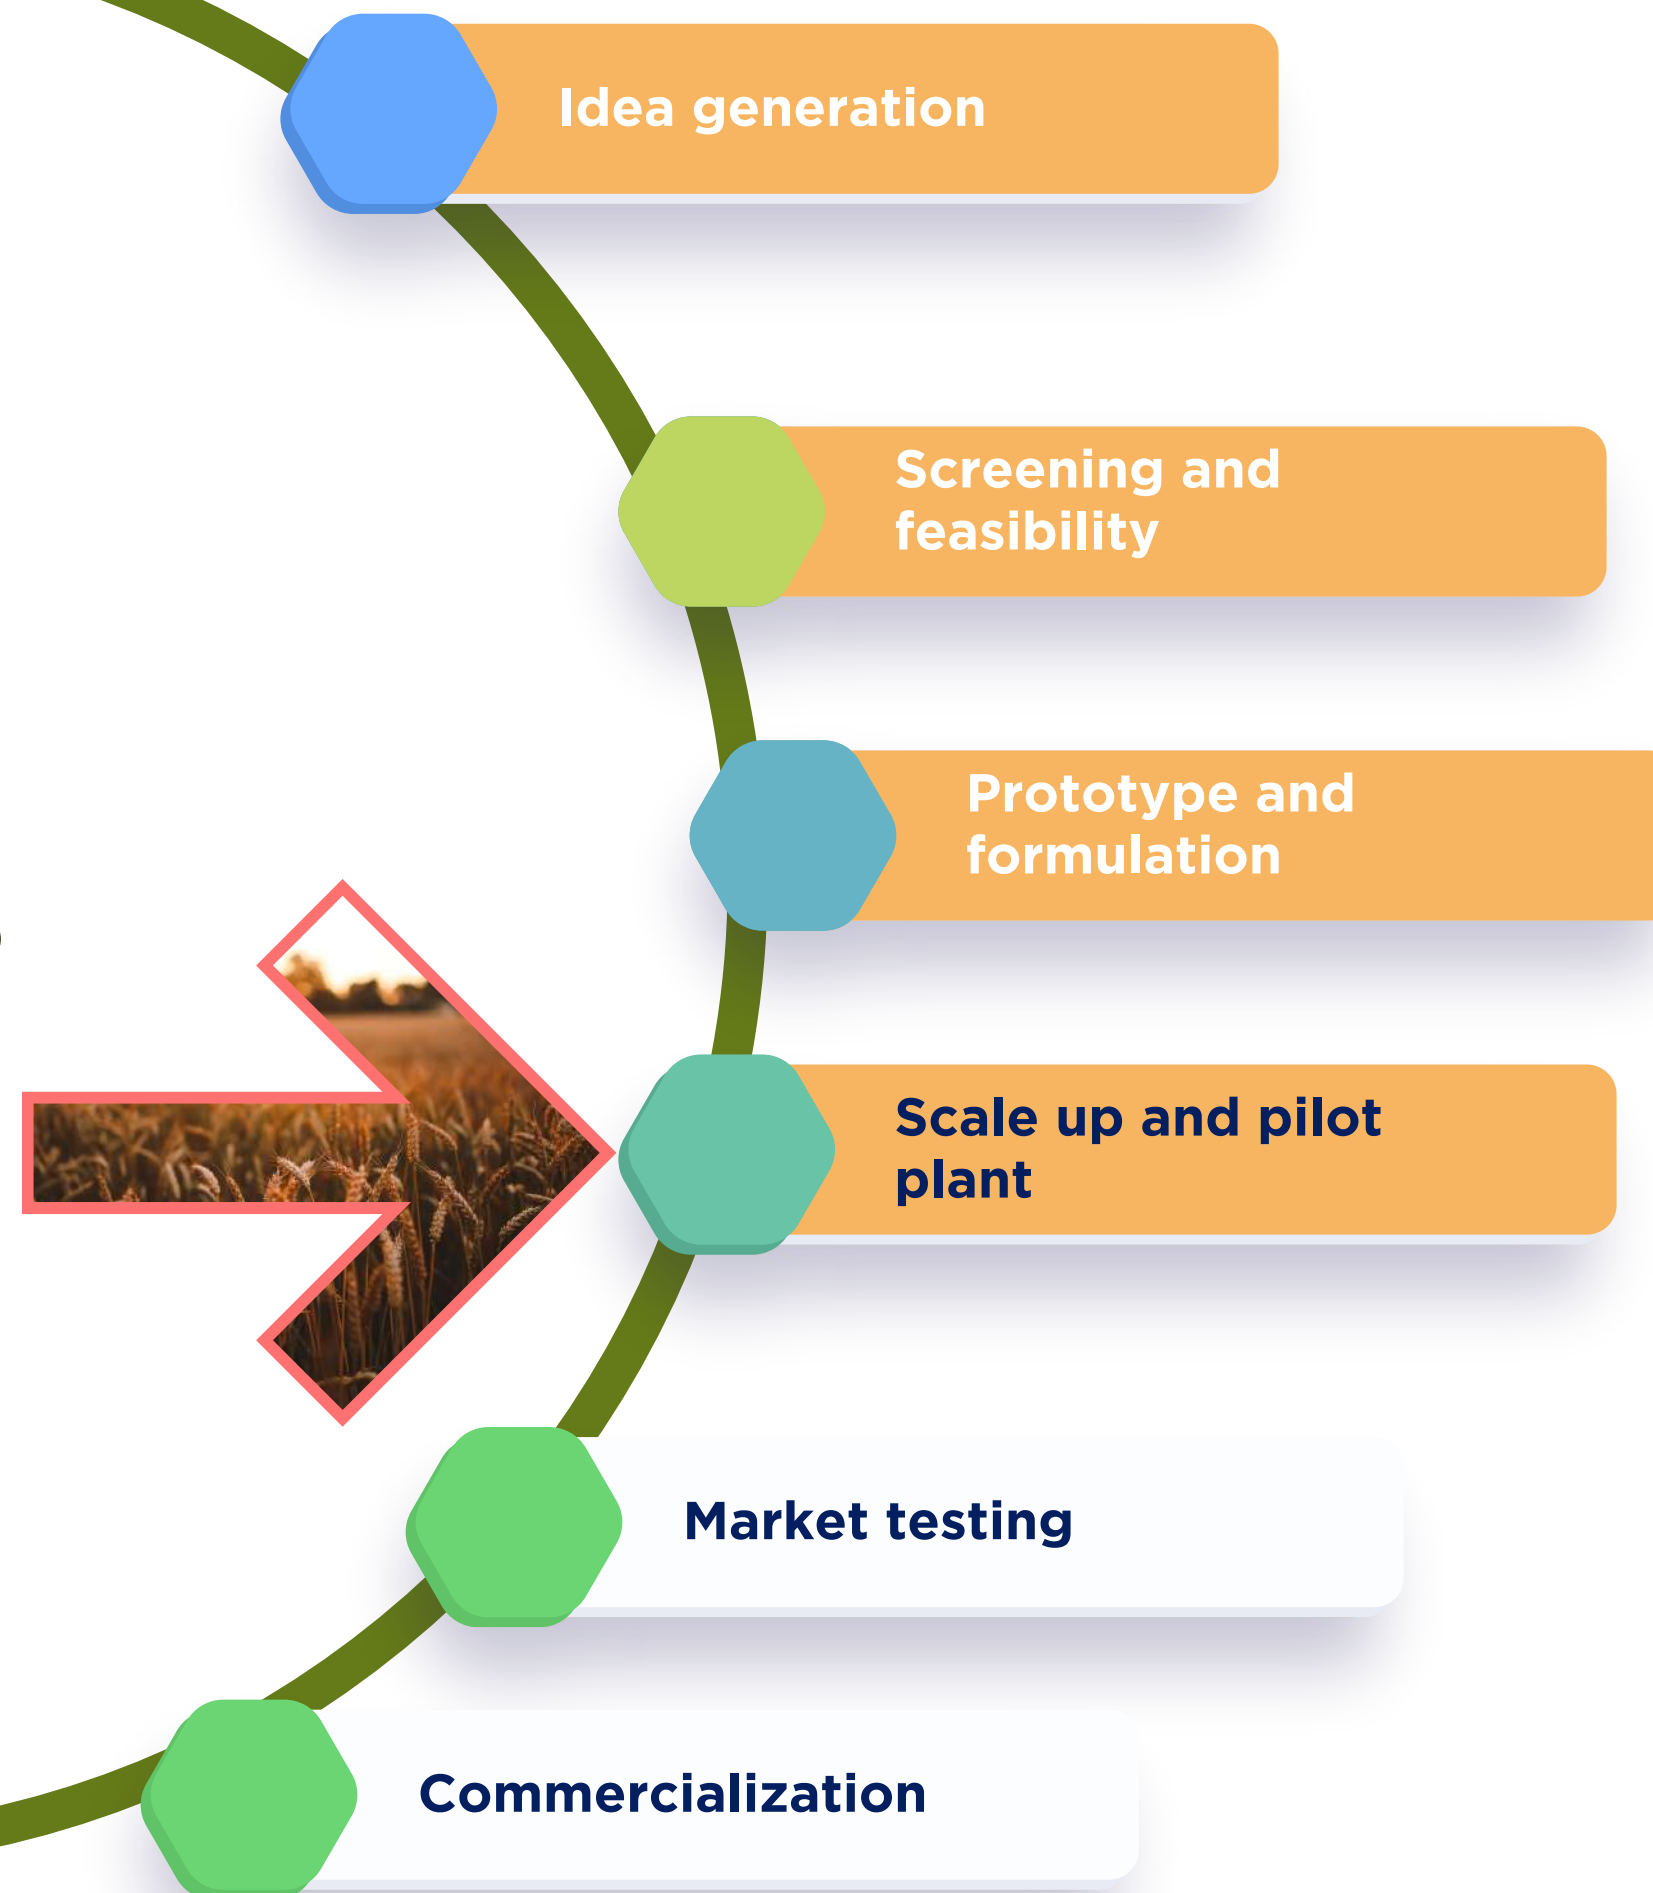 Idea generation
Screening and
feasibility
Prototype and
formulation
Scale up and pilot
plant
Market testing
Commercialization